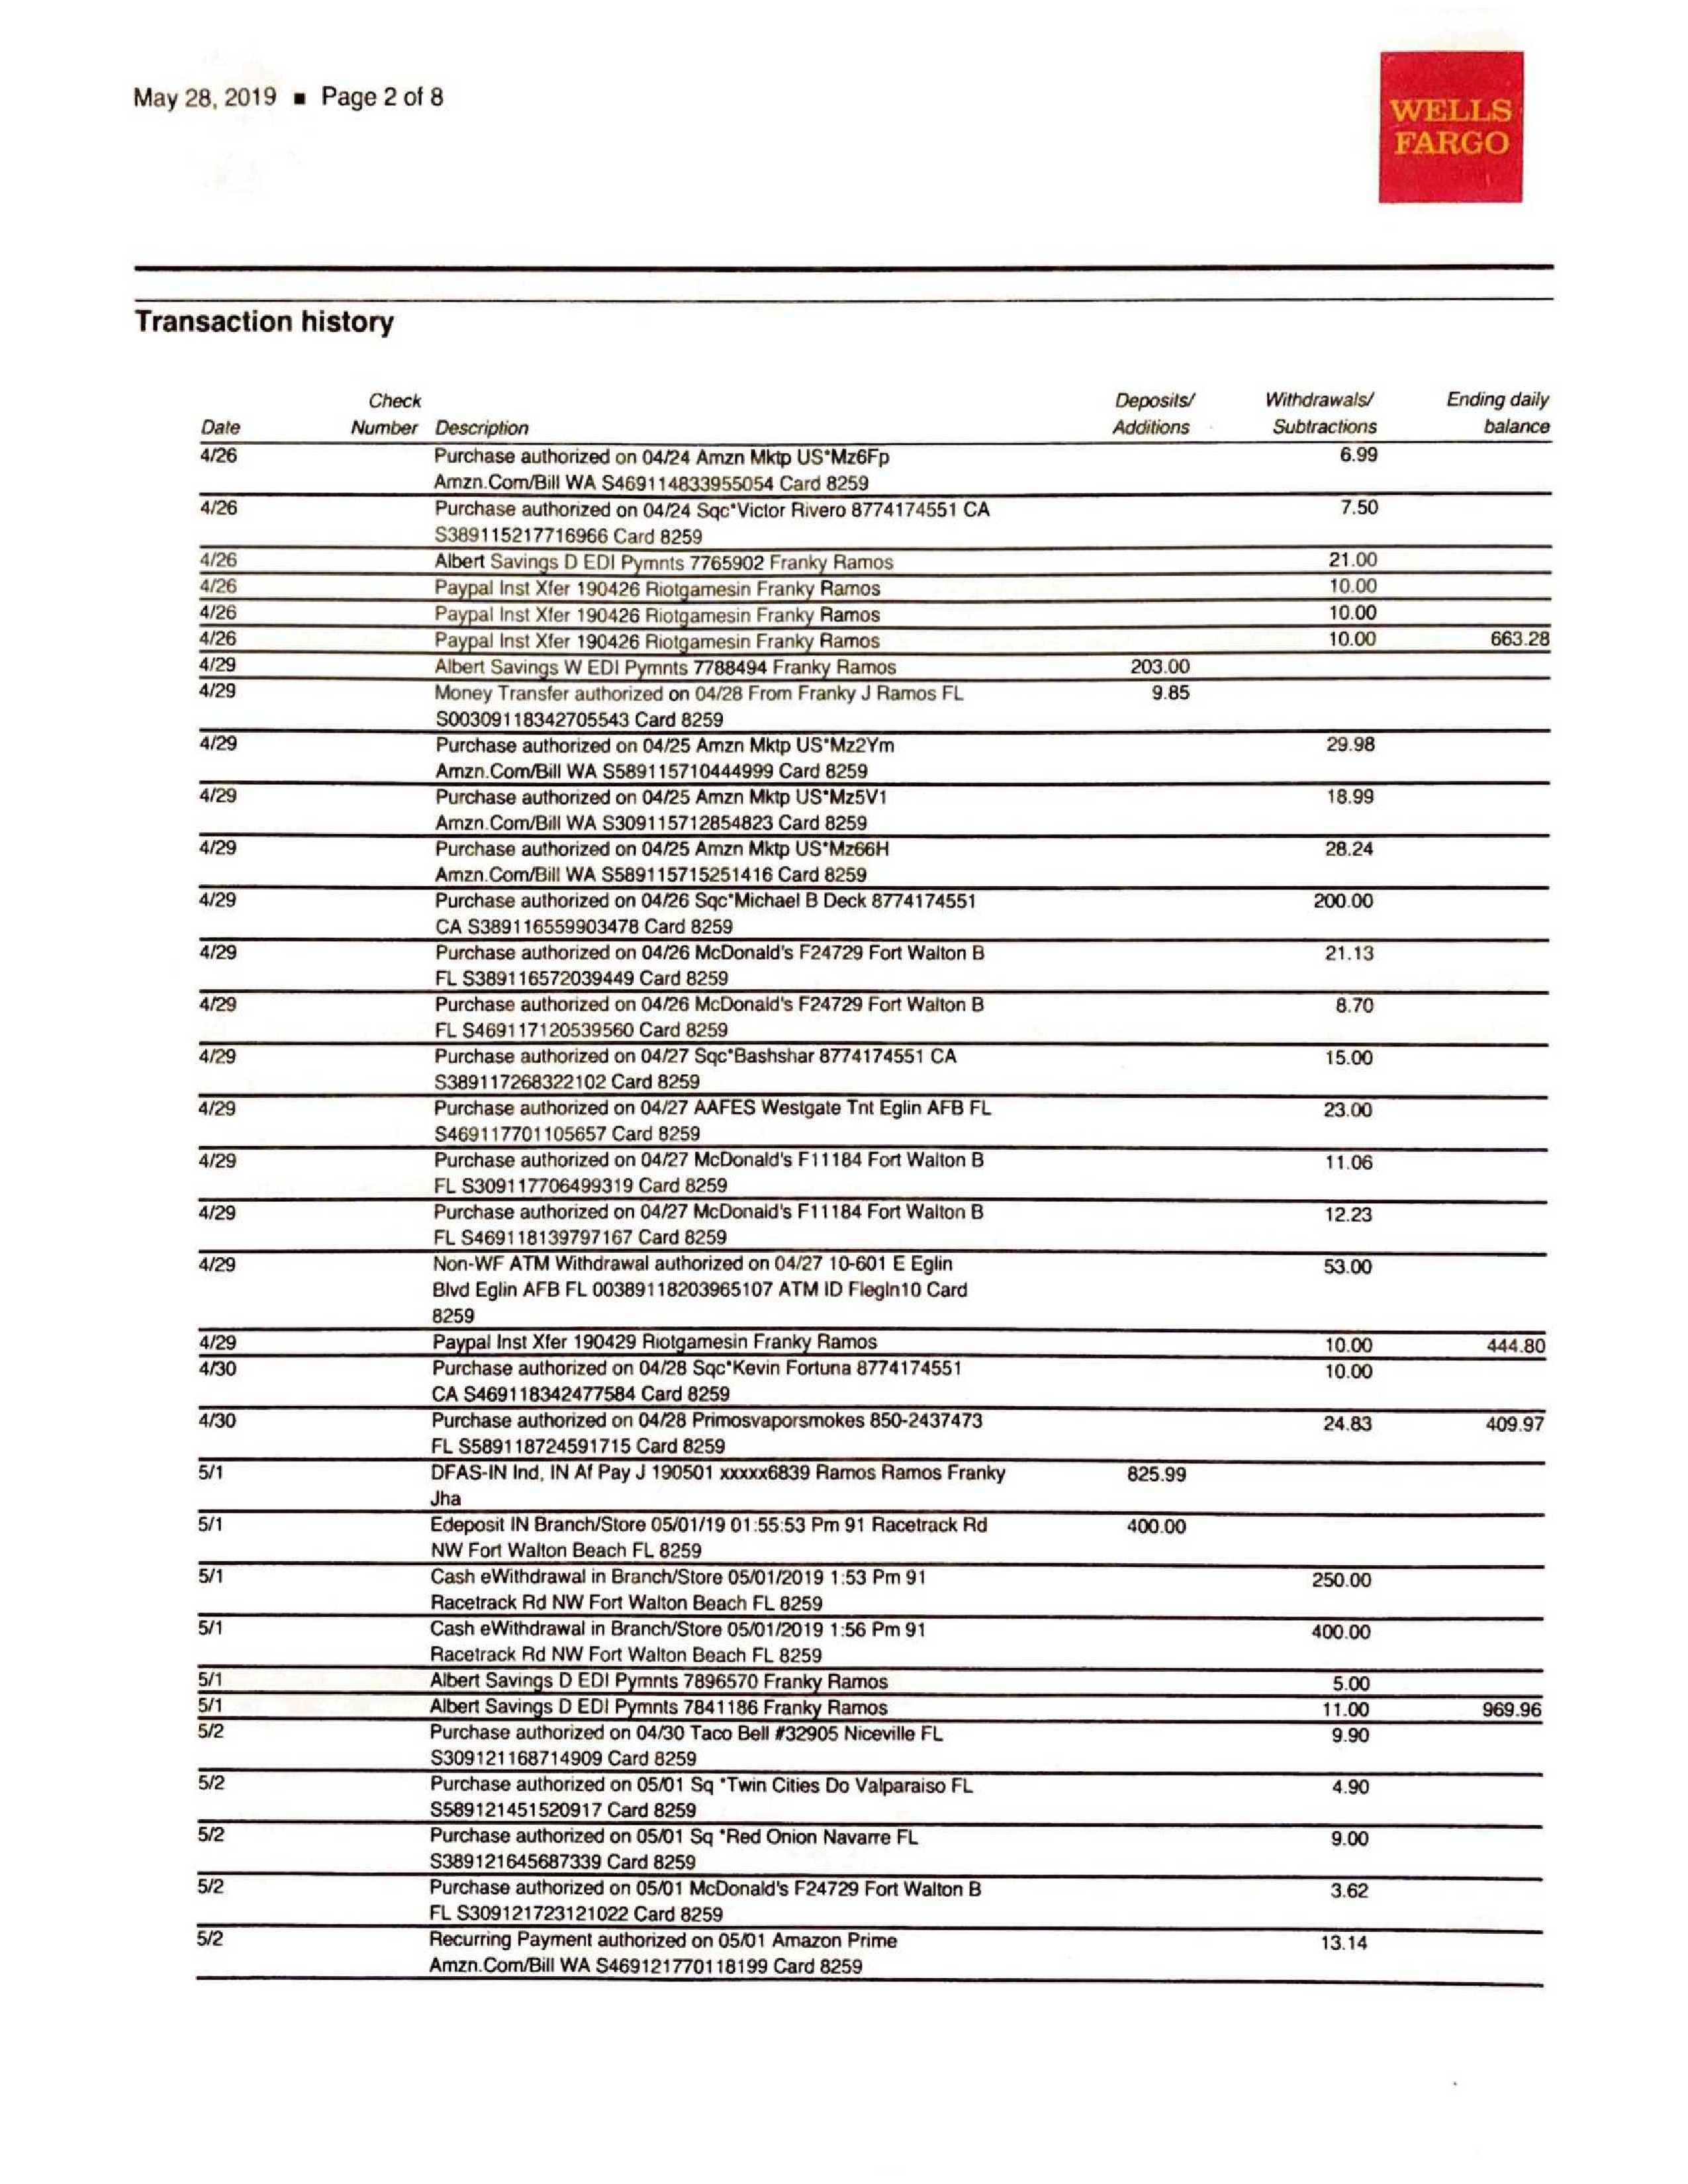 May 28, 2019 ■ Page 2 of 8
WELLS
FARGO
Transaction history
Check Deposits/ Withdrawals/ Ending daily
Date Number Description Additions Subtractions balance
4/26 Purchase authorized on 04/24 Amzn Mktp US*Mz6Fp 6.99
Amzn.Com/Bill WA S469114833955054 Card 8259
4/26 Purchase authorized on 04/24 Sqc*Victor Rivero 8774174551 CA 7.50
S389115217716966 Card 8259
4/26 Albert Savings D EDI Pymnts 7765902 Franky Ramos 21.00
4/26 Paypal Inst Xfer 190426 Riotgamesin Franky Ramos 10.00
4/26 Paypal Inst Xfer 190426 Riotgamesin Franky Ramos 10.00
4/26 Paypal Inst Xfer 190426 Riotgamesin Franky Ramos 10.00 663.28
4/29 Albert Savings W EDI Pymnts 7788494 Franky Ramos 203.00
4/29 Money Transfer authorized on 04/28 From Franky J Ramos FL 9.85
S00309118342705543 Card 8259
4/29 Purchase authorized on 04/25 Amzn Mktp US*Mz2Ym 29.98
Amzn.Com/Bill WA S589115710444999 Card 8259
4/29 Purchase authorized on 04/25 Amzn Mktp US*Mz5V1 18.99
Amzn.Com/Bill WA S309115712854823 Card 8259
4/29 Purchase authorized on 04/25 Amzn Mktp US*Mz66H 28.24
Amzn.Com/Bill WA S589115715251416 Card 8259
4/29 Purchase authorized on 04/26 Sqc*Michael B Deck 8774174551 200.00
CA S389116559903478 Card 8259
4/29 Purchase authorized on 04/26 McDonald's F24729 Fort Walton B 21.13
FL S389116572039449 Card 8259
4/29 Purchase authorized on 04/26 McDonald's F24729 Fort Walton B 8.70
FL S469117120539560 Card 8259
4/29 Purchase authorized on 04/27 Sqc*Bashshar 8774174551 CA 15.00
S389117268322102 Card 8259
4/29 Purchase authorized on 04/27 AAFES Westgate Tnt Eglin AFB FL 23.00
S469117701105657 Card 8259
4/29 Purchase authorized on 04/27 McDonald's F11184 Fort Walton B 11.06
FL S309117706499319 Card 8259
4/29 Purchase authorized on 04/27 McDonald's F11184 Fort Walton B 12.23
FL S469118139797167 Card 8259
4/29 Non-WF ATM Withdrawal authorized on 04/27 10-601 E Eglin 53.00
Blvd Eglin AFB FL 00389118203965107 ATM ID Flegln10 Card
8259
4/29 Paypal Inst Xfer 190429 Riotgamesin Franky Ramos 10.00 444.80
4/30 Purchase authorized on 04/28 Sqc*Kevin Fortuna 8774174551 10.00
CA S469118342477584 Card 8259
4/30 Purchase authorized on 04/28 Primosvaporsmokes 850-2437473 24.83 409.97
FL S589118724591715 Card 8259
5/1 DFAS-IN Ind, IN Af Pay J 190501 xxxxx6839 Ramos Ramos Franky 825.99
Jha
5/1 Edeposit IN Branch/Store 05/01/19 01:55:53 Pm 91 Racetrack Rd 400.00
NW Fort Walton Beach FL 8259
5/1 Cash eWithdrawal in Branch/Store 05/01/2019 1:53 Pm 91 250.00
Racetrack Rd NW Fort Walton Beach FL 8259
5/1 Cash eWithdrawal in Branch/Store 05/01/2019 1:56 Pm 91 400.00
Racetrack Rd NW Fort Walton Beach FL 8259
5/1 Albert Savings D EDI Pymnts 7896570 Franky Ramos 5.00
5/1 Albert Savings D EDI Pymnts 7841186 Franky Ramos 11.00 969.96
5/2 Purchase authorized on 04/30 Taco Bell #32905 Niceville FL 9.90
S309121168714909 Card 8259
5/2 Purchase authorized on 05/01 Sq *Twin Cities Do Valparaiso FL 4.90
S589121451520917 Card 8259
5/2 Purchase authorized on 05/01 Sq *Red Onion Navarre FL 9.00
S389121645687339 Card 8259
5/2 Purchase authorized on 05/01 McDonald's F24729 Fort Walton B 3.62
FL S309121723121022 Card 8259
5/2 Recurring Payment authorized on 05/01 Amazon Prime 13.14
Amzn.Com/Bill WA S469121770118199 Card 8259